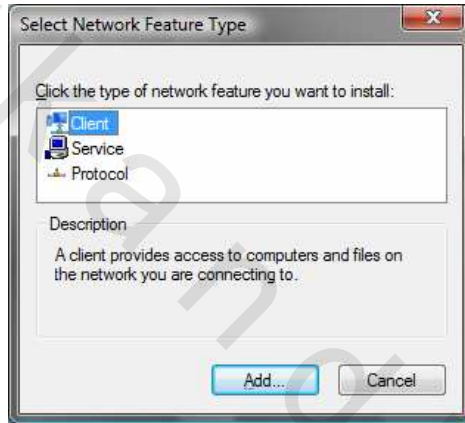 Select Network Feature Type
Click the type of network feature you want to install:
Client
Service
Protocol
Description
A client provides access to computers and files on
the network you are connecting to.
Add...
Cancel